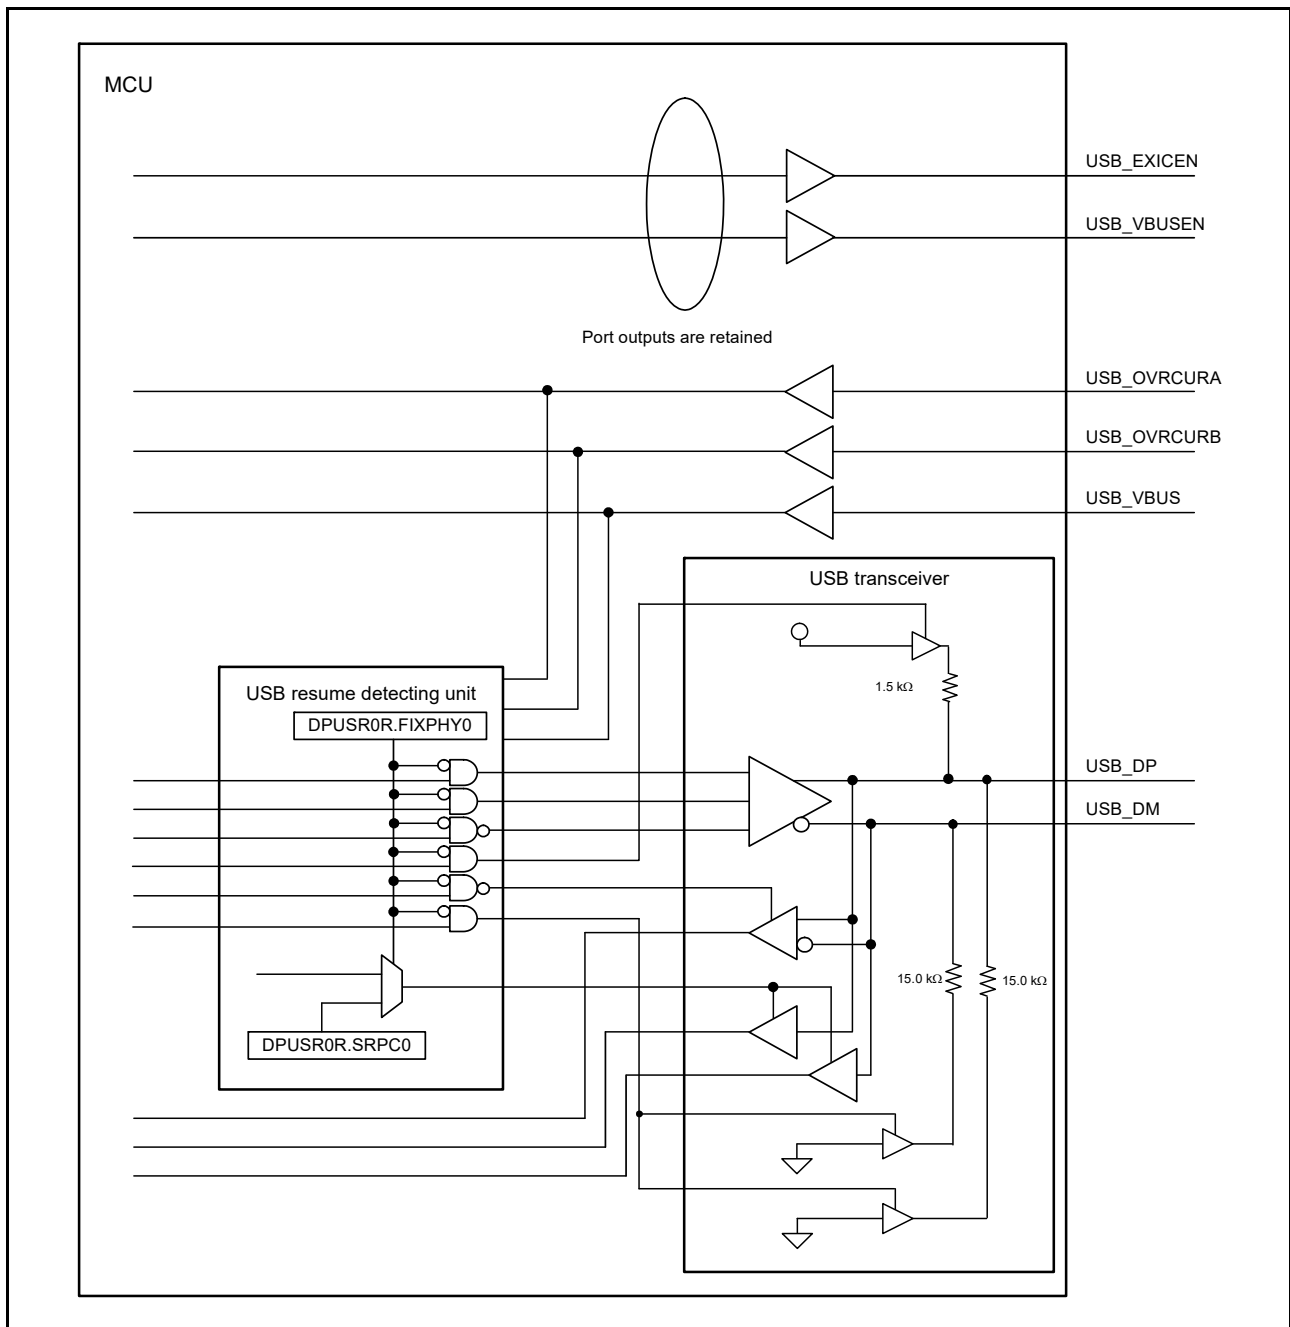 MCU
USB_EXICEN
USB_VBUSEN
Port outputs are retained
USB_OVRCURA
USB_OVRCURB
USB_VBUS
USB transceiver
1.5 kΩ
USB resume detecting unit
DPUSR0R.FIXPHY0
USB_DP
USB_DM
15.0 kΩ
15.0 kΩ
DPUSR0R.SRPC0